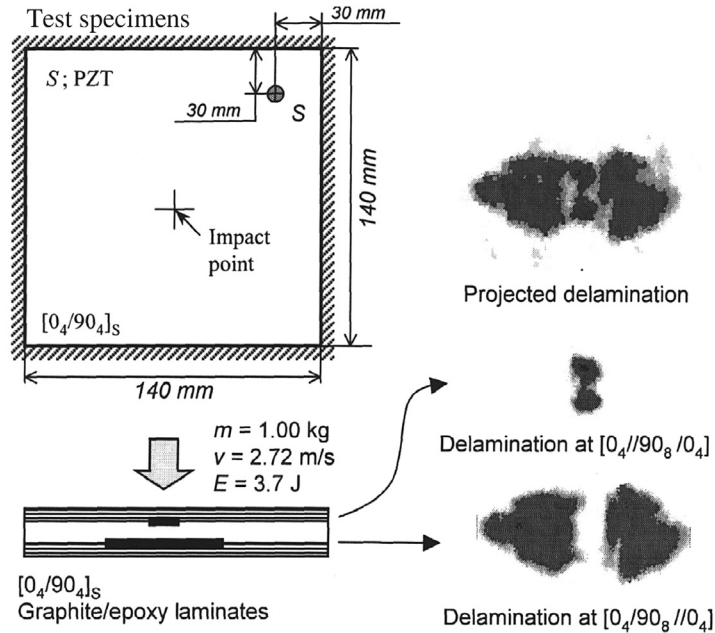 Test specimens
30 mm
S; PZT
30 mm
S
140 mm
Impact
point
[0₄/90₄]ₛ
140 mm
Projected delamination
m = 1.00 kg
v = 2.72 m/s
E = 3.7 J
Delamination at [0₄//90₈/0₄]
[0₄/90₄]ₛ
Graphite/epoxy laminates
Delamination at [0₄/90₈//0₄]